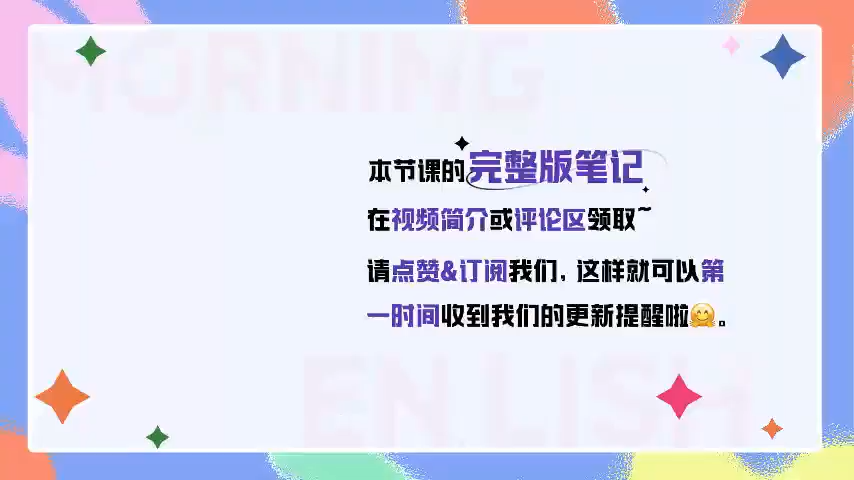 MORNING
本节课的完整版笔记
在视频简介或评论区领取~
请点赞&订阅我们，这样就可以第
一时间收到我们的更新提醒啦🤗。
ENLISH